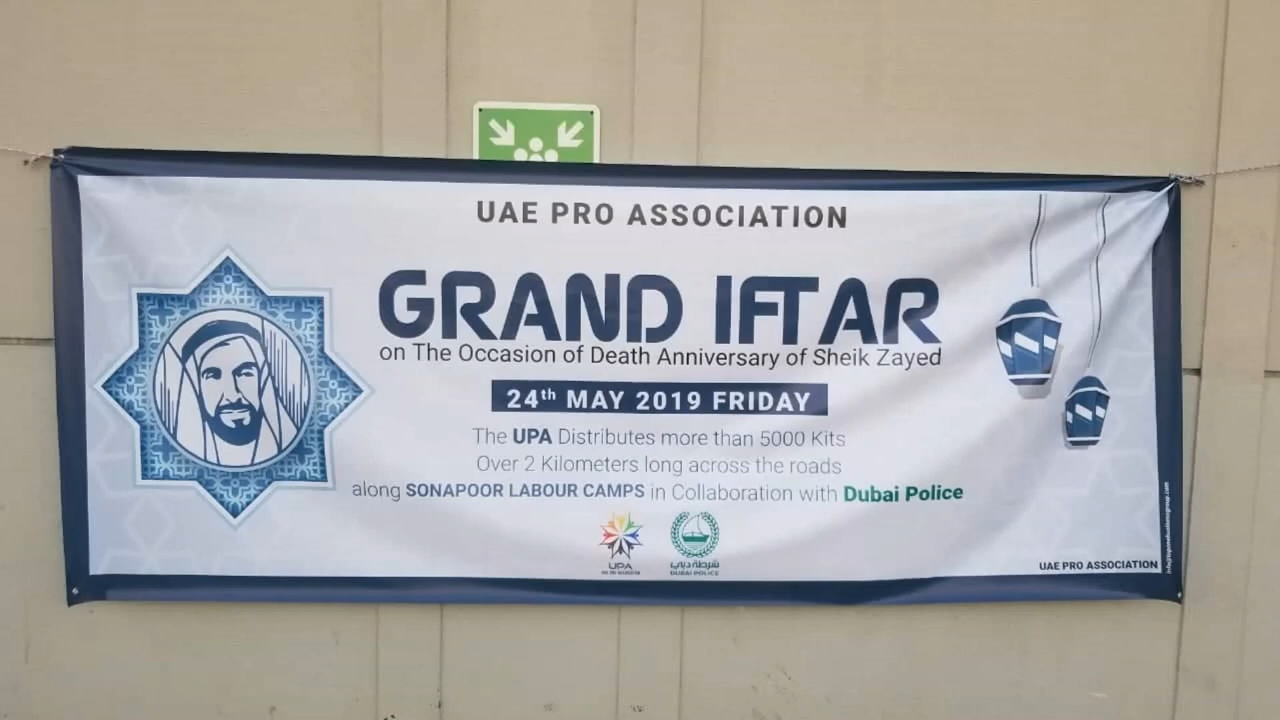 UAE PRO ASSOCIATION
GRAND IFTAR
on The Occasion of Death Anniversary of Sheik Zayed
24th MAY 2019 FRIDAY
The UPA Distributes more than 5000 Kits
Over 2 Kilometers long across the roads
along SONAPOOR LABOUR CAMPS in Collaboration with Dubai Police
UPA
شرطة دبي
DUBAI POLICE
UAE PRO ASSOCIATION